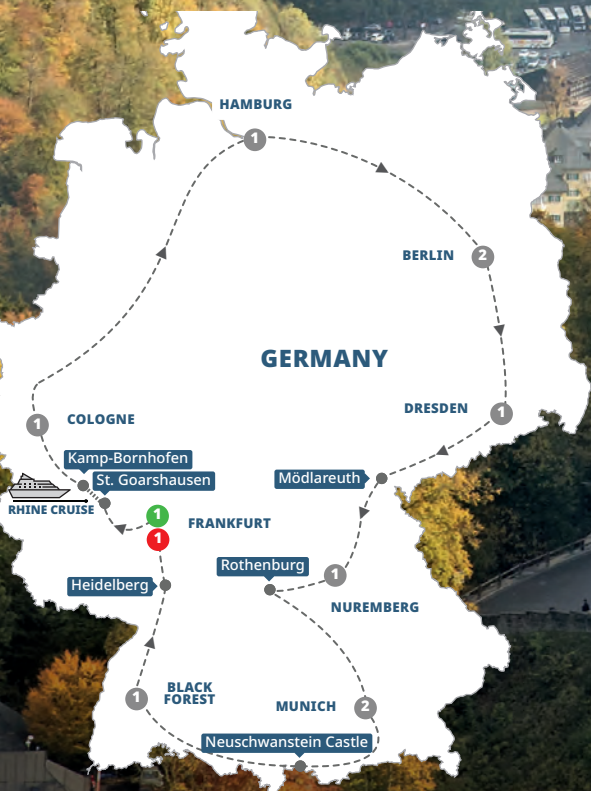 HAMBURG
1
BERLIN
2
GERMANY
DRESDEN
1
COLOGNE
1
Kamp-Bornhofen
St. Goarshausen
RHINE CRUISE
Mödlareuth
1
FRANKFURT
1
Rothenburg
1
NUREMBERG
Heidelberg
BLACK
FOREST
1
MUNICH
2
Neuschwanstein Castle